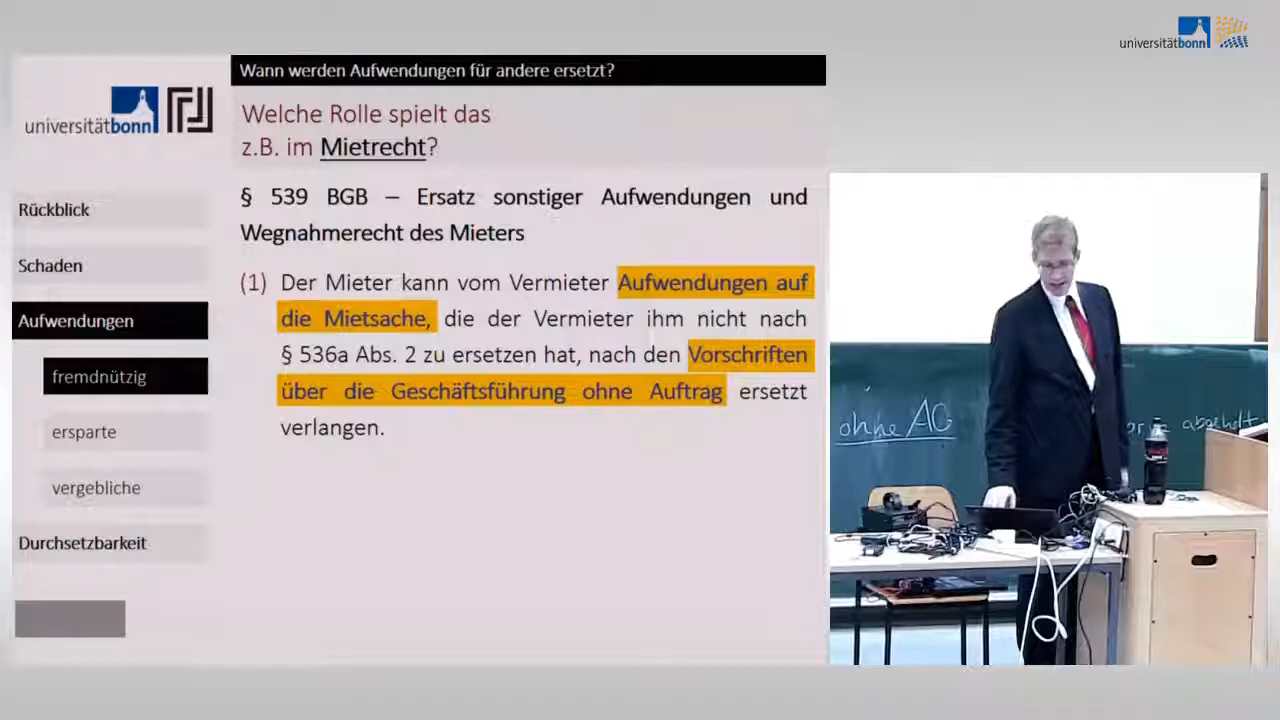 universitätbonn
Wann werden Aufwendungen für andere ersetzt?
universitätbonn
Welche Rolle spielt das
z.B. im Mietrecht?
Rückblick
Schaden
Aufwendungen
fremdnützig
ersparte
vergebliche
Durchsetzbarkeit
§ 539 BGB – Ersatz sonstiger Aufwendungen und
Wegnahmerecht des Mieters
(1) Der Mieter kann vom Vermieter Aufwendungen auf
die Mietsache, die der Vermieter ihm nicht nach
§ 536a Abs. 2 zu ersetzen hat, nach den Vorschriften
über die Geschäftsführung ohne Auftrag ersetzt
verlangen.
ohne AG
abgeholt